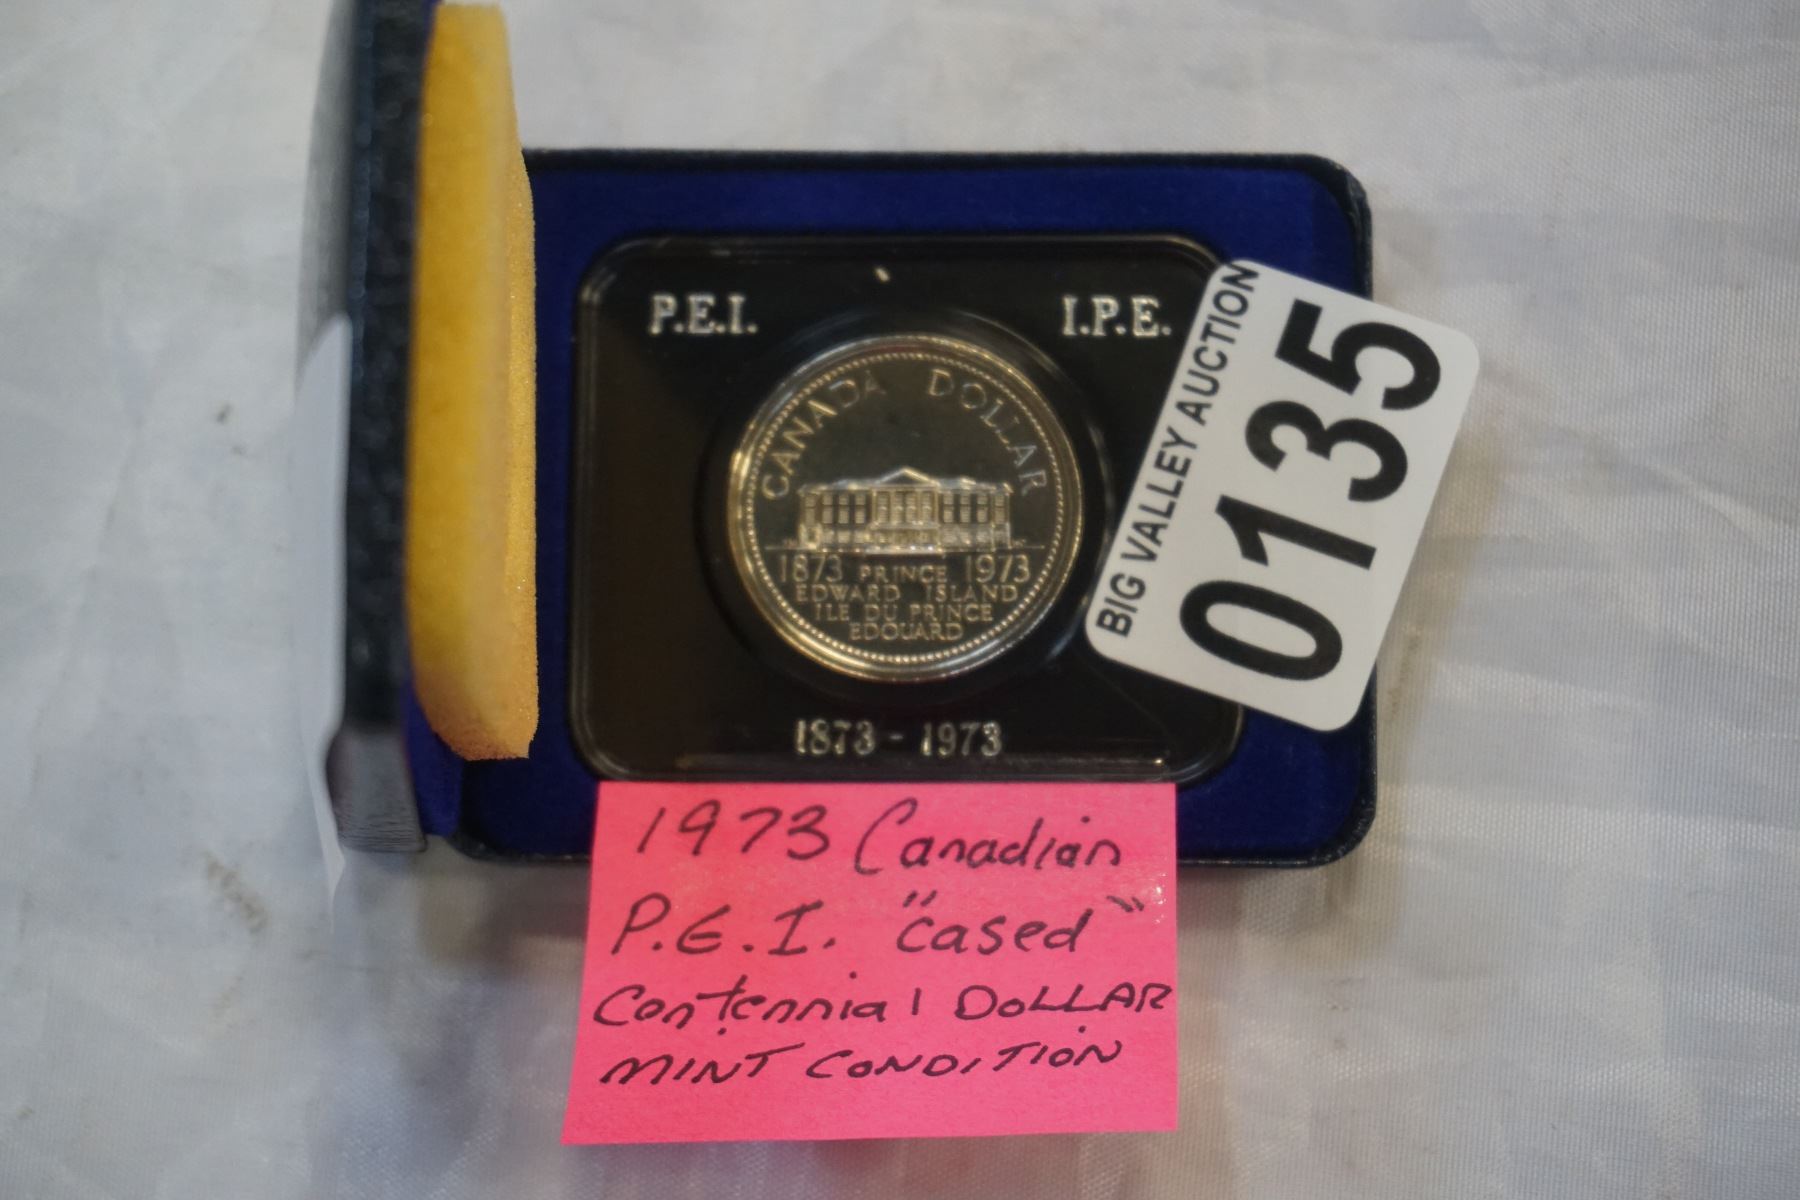 P.E.I.
I.P.E.
CANADA DOLLAR
1873 PRINCE 1973
EDWARD ISLAND
ILE DU PRINCE
EDOUARD
1873 - 1973
BIG VALLEY AUCTION
0135
1973 Canadian
P.E.I. "cased"
Centennial DOLLAR
MINT CONDITION